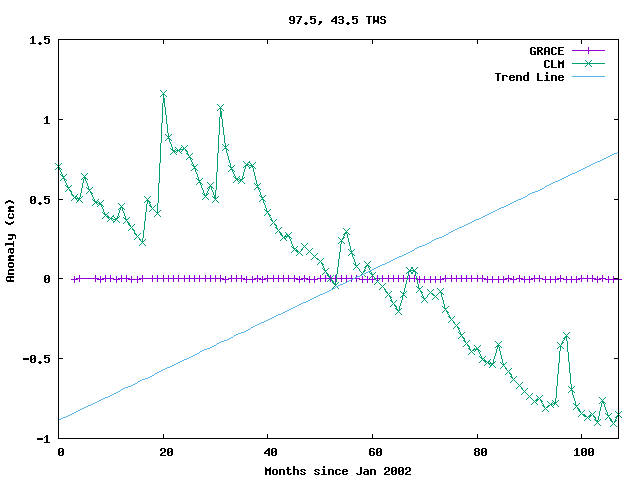 97.5, 43.5 TWS
GRACE
CLM
Trend Line
1.5
1
0.5
0
-0.5
-1
Anomaly (cm)
0 20 40 60 80 100
Months since Jan 2002